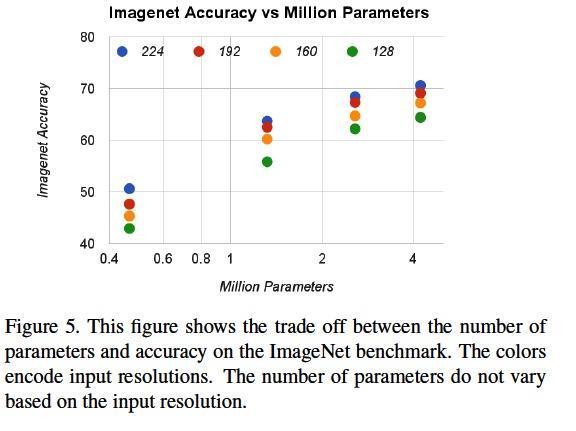 Imagenet Accuracy vs Million Parameters
80
224 192 160 128
70
60
50
40
Imagenet Accuracy
0.4 0.6 0.8 1 2 4
Million Parameters
Figure 5. This figure shows the trade off between the number of
parameters and accuracy on the ImageNet benchmark. The colors
encode input resolutions. The number of parameters do not vary
based on the input resolution.